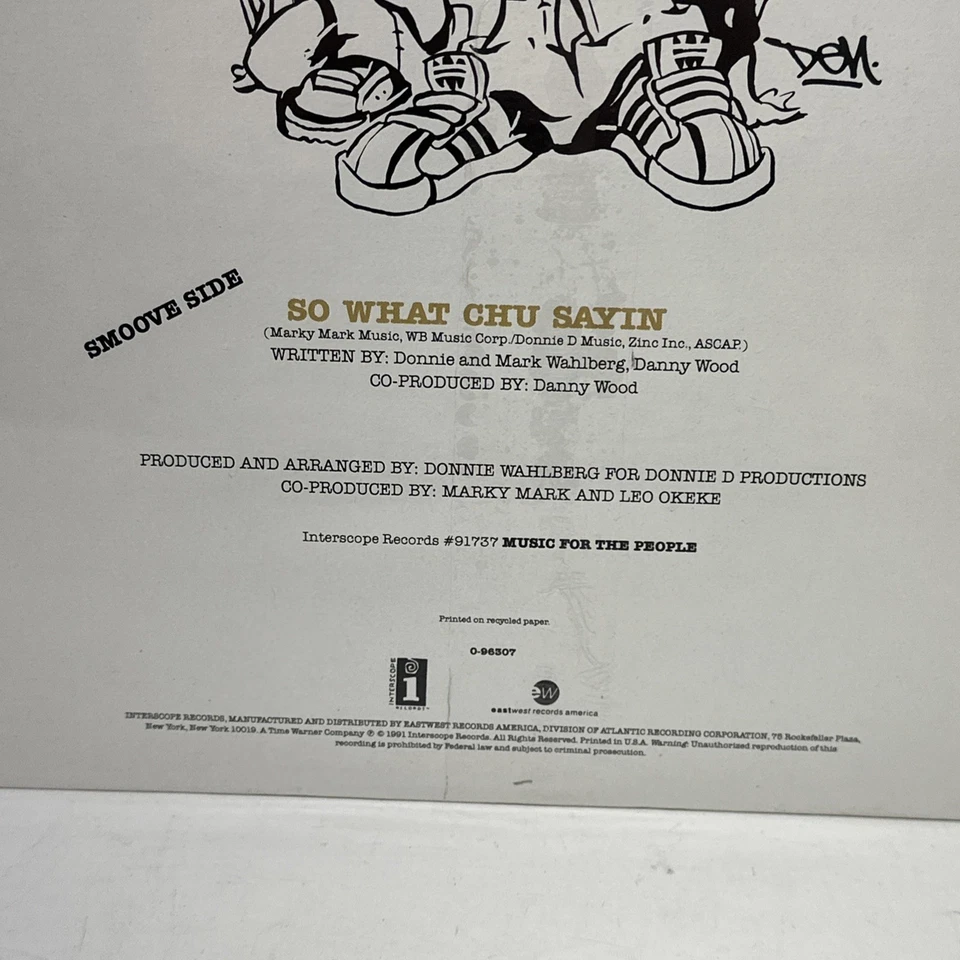 Den.
SMOOVE SIDE
SO WHAT CHU SAYIN
(Marky Mark Music, WB Music Corp./Donnie D Music, Zinc Inc., ASCAP.)
WRITTEN BY: Donnie and Mark Wahlberg, Danny Wood
CO-PRODUCED BY: Danny Wood
PRODUCED AND ARRANGED BY: DONNIE WAHLBERG FOR DONNIE D PRODUCTIONS
CO-PRODUCED BY: MARKY MARK AND LEO OKEKE
Interscope Records #91737 MUSIC FOR THE PEOPLE
Printed on recycled paper.
0-96307
INTERSCOPE
i
RECORDS
ew
eastwest records america
INTERSCOPE RECORDS, MANUFACTURED AND DISTRIBUTED BY EASTWEST RECORDS AMERICA, DIVISION OF ATLANTIC RECORDING CORPORATION, 75 Rockefeller Plaza,
New York, New York 10019. A Time Warner Company ℗ © 1991 Interscope Records. All Rights Reserved. Printed in U.S.A. Warning: Unauthorized reproduction of this
recording is prohibited by Federal law and subject to criminal prosecution.